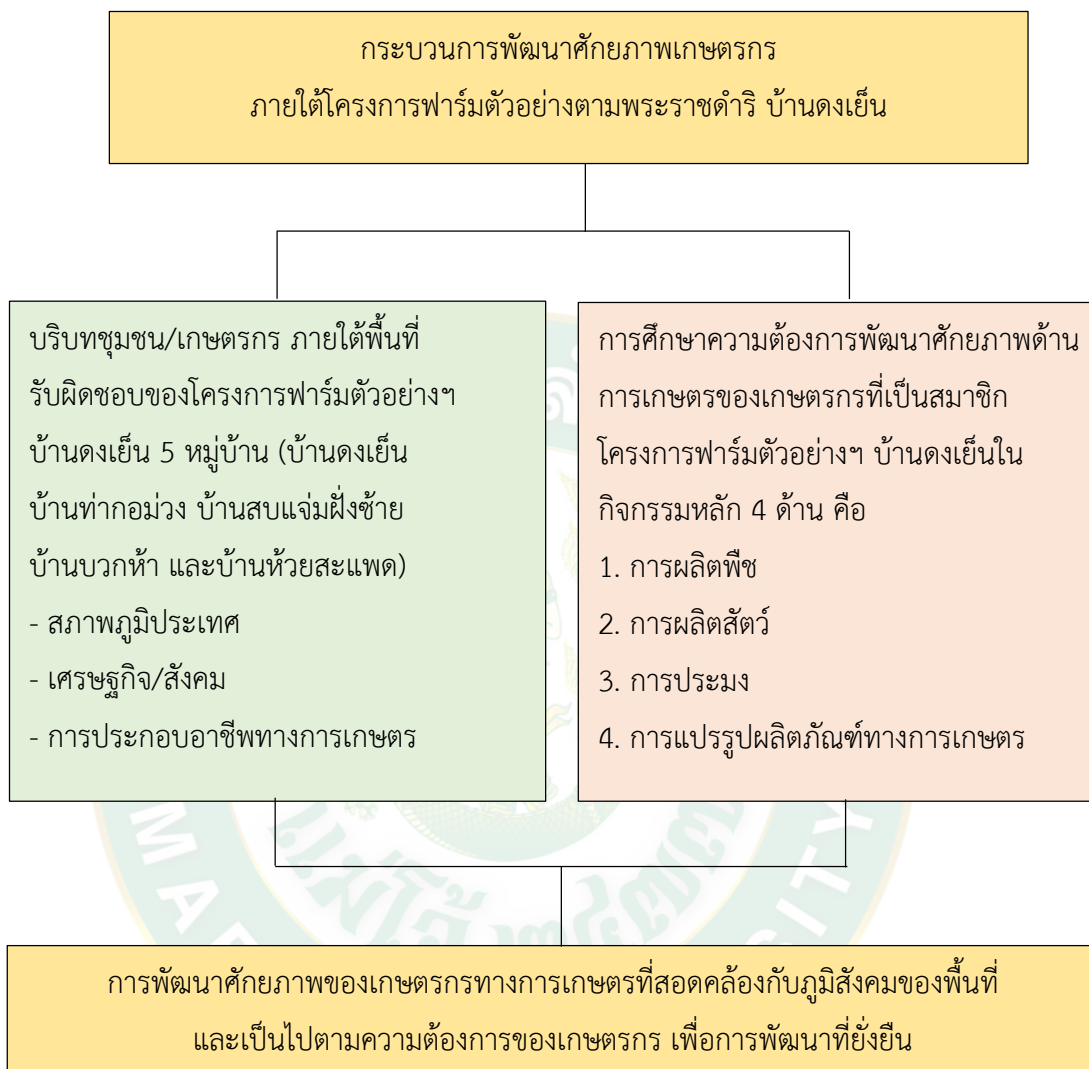 กระบวนการพัฒนาศักยภาพเกษตรกร
ภายใต้โครงการฟาร์มตัวอย่างตามพระราชดำริ บ้านดงเย็น
บริบทชุมชน/เกษตรกร ภายใต้พื้นที่
รับผิดชอบของโครงการฟาร์มตัวอย่างฯ
บ้านดงเย็น 5 หมู่บ้าน (บ้านดงเย็น
บ้านท่ากอม่วง บ้านสบแจ่มฝั่งซ้าย
บ้านบวกห้า และบ้านห้วยสะแพด)
- สภาพภูมิประเทศ
- เศรษฐกิจ/สังคม
- การประกอบอาชีพทางการเกษตร
การศึกษาความต้องการพัฒนาศักยภาพด้าน
การเกษตรของเกษตรกรที่เป็นสมาชิก
โครงการฟาร์มตัวอย่างฯ บ้านดงเย็นใน
กิจกรรมหลัก 4 ด้าน คือ
1. การผลิตพืช
2. การผลิตสัตว์
3. การประมง
4. การแปรรูปผลิตภัณฑ์ทางการเกษตร
การพัฒนาศักยภาพของเกษตรกรทางการเกษตรที่สอดคล้องกับภูมิสังคมของพื้นที่
และเป็นไปตามความต้องการของเกษตรกร เพื่อการพัฒนาที่ยั่งยืน